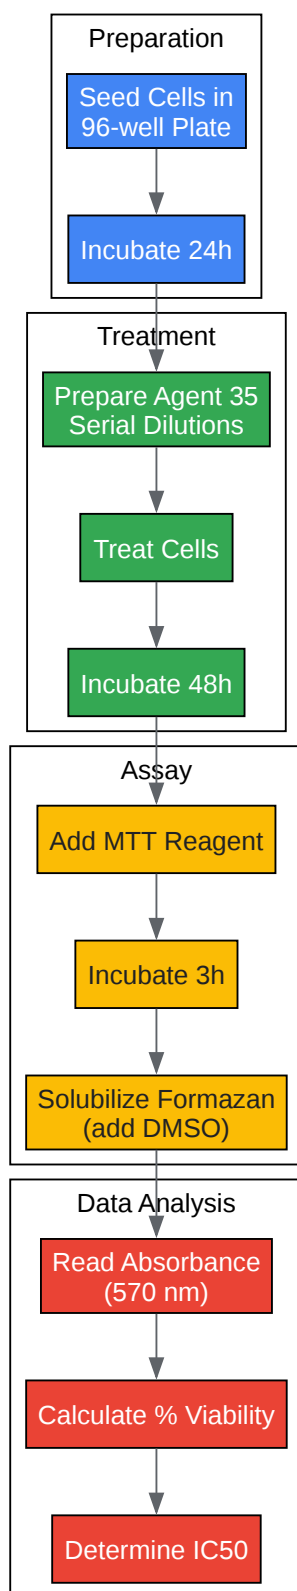 Preparation
Seed Cells in
96-well Plate
Incubate 24h
Treatment
Prepare Agent 35
Serial Dilutions
Treat Cells
Incubate 48h
Assay
Add MTT Reagent
Incubate 3h
Solubilize Formazan
(add DMSO)
Data Analysis
Read Absorbance
(570 nm)
Calculate % Viability
Determine IC50